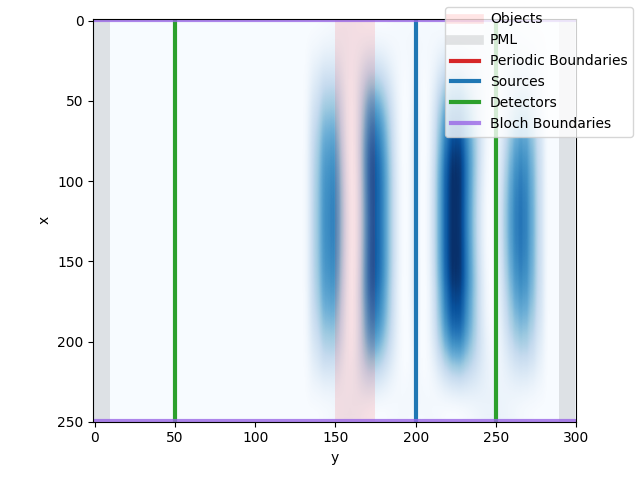 Objects
PML
Periodic Boundaries
Sources
Detectors
Bloch Boundaries
0
50
100
150
200
250
x
0
50
100
150
200
250
300
y